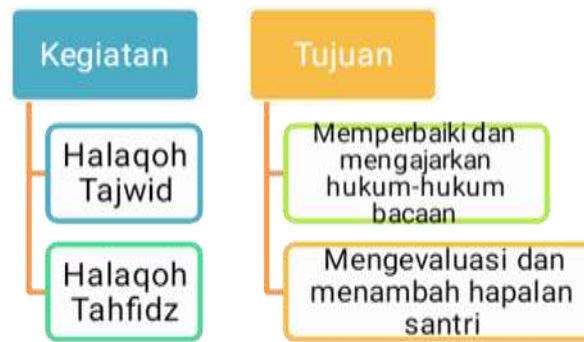 Kegiatan
Halaqoh
Tajwid
Halaqoh
Tahfidz
Tujuan
Memperbaiki dan
mengajarkan
hukum-hukum
bacaan
Mengevaluasi dan
menambah hapalan
santri